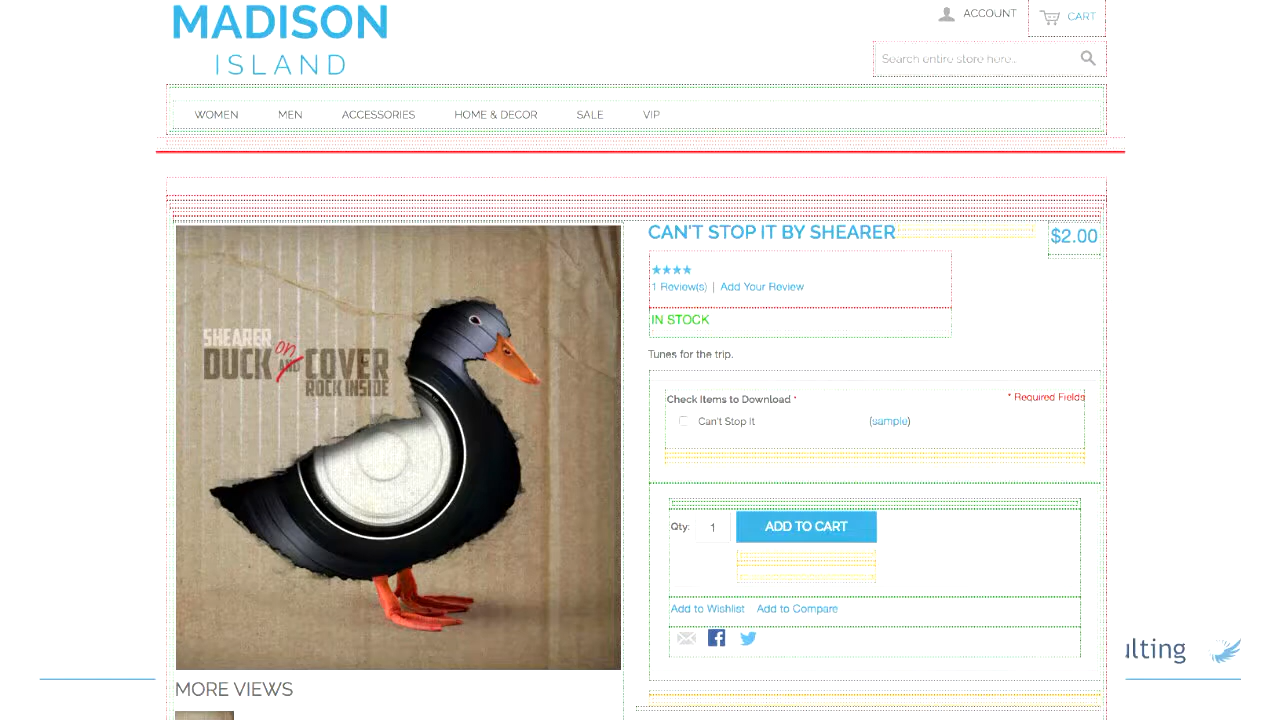 MADISON
ISLAND
ACCOUNT
CART
Search entire store here..
WOMEN MEN ACCESSORIES HOME & DECOR SALE VIP
CAN'T STOP IT BY SHEARER
$2.00
1 Review(s) | Add Your Review
IN STOCK
Tunes for the trip.
Check Items to Download *
* Required Fields
Can't Stop It (sample)
Qty: 1 ADD TO CART
Add to Wishlist Add to Compare
SHEARER
DUCK on AND COVER
ROCK INSIDE
MORE VIEWS
ulting